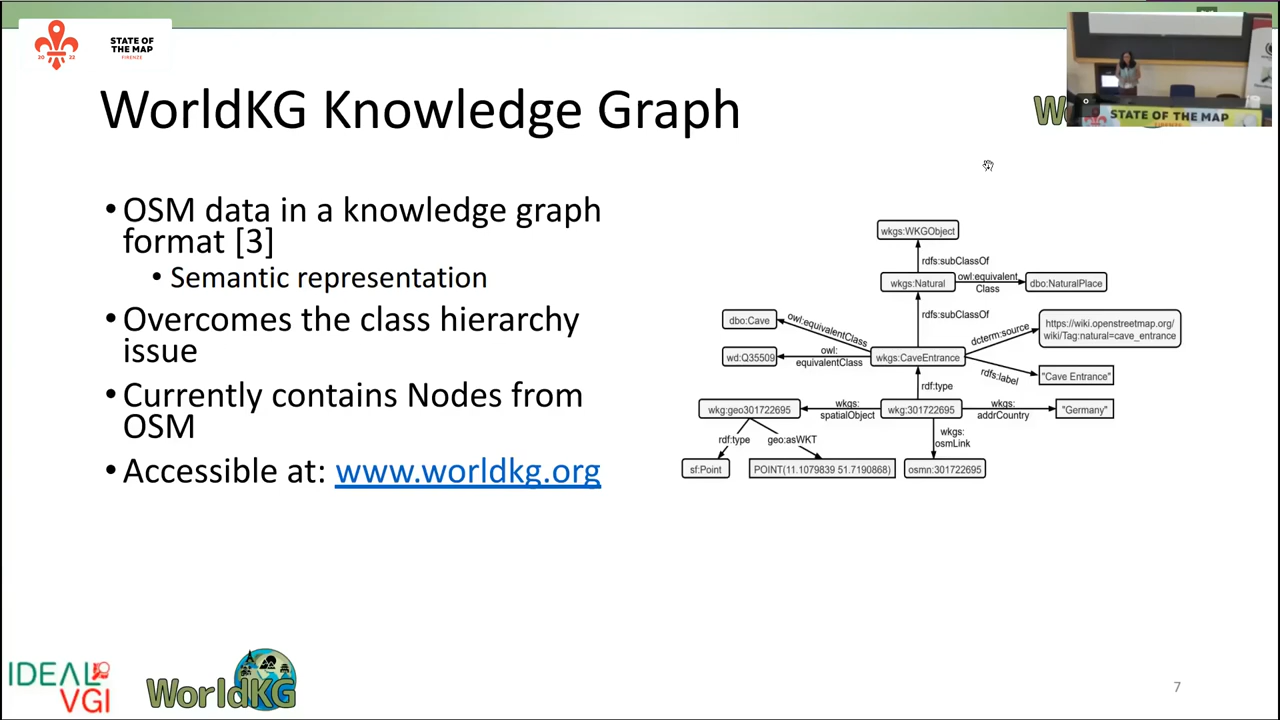 20 22
STATE OF
THE MAP
FIRENZE
STATE OF THE MAP
WorldKG Knowledge Graph
W
• OSM data in a knowledge graph
format [3]
• Semantic representation
• Overcomes the class hierarchy
issue
• Currently contains Nodes from
OSM
• Accessible at: www.worldkg.org
wkgs:WKGObject
rdfs:subClassOf
wkgs:Natural
owl:equivalent
Class
dbo:NaturalPlace
rdfs:subClassOf
dbo:Cave
owl:equivalentClass
dcterm:source
https://wiki.openstreetmap.org/
wiki/Tag:natural=cave_entrance
wd:Q35509
owl:
equivalentClass
wkgs:CaveEntrance
rdfs:label
"Cave Entrance"
rdf:type
wkg:geo301722695
wkgs:
spatialObject
wkg:301722695
wkgs:
addrCountry
"Germany"
rdf:type
geo:asWKT
wkgs:
osmLink
sf:Point
POINT(11.1079839 51.7190868)
osmn:301722695
IDEAL
VGI
WorldKG
7